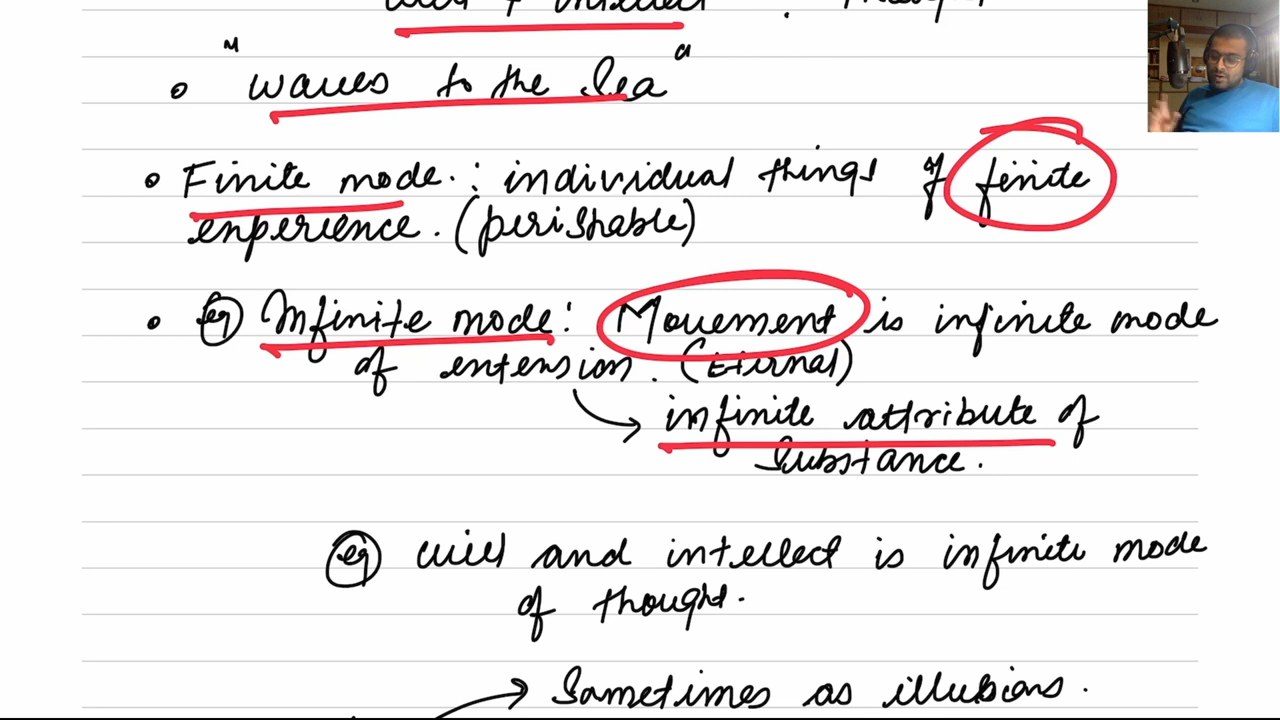 • "waves to the Sea"
• Finite mode. : individual things of finite
experience. (perishable)
• eg Infinite mode: Movement is infinite mode
of extension. (Eternal)
→ infinite attribute of
Substance.
eg will and intellect is infinite mode
of thought.
→ Sometimes as illusions.